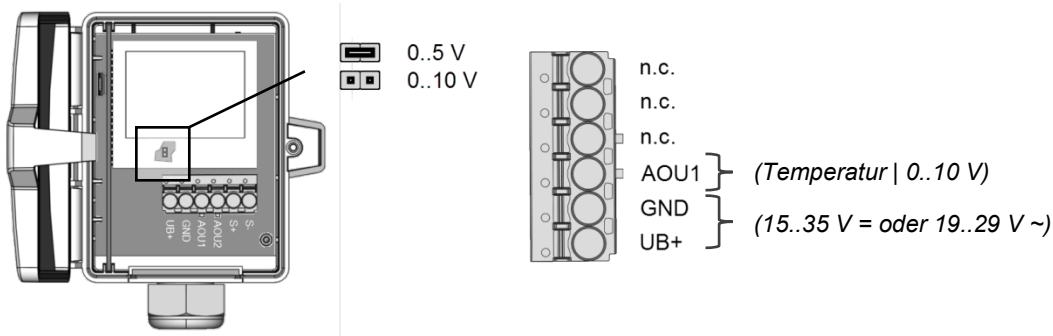 0..5 V
0..10 V
UB+
GND
AOU1
AOU2
S+
S-
n.c.
n.c.
n.c.
AOU1 (Temperatur | 0..10 V)
GND
UB+
(15..35 V = oder 19..29 V ~)